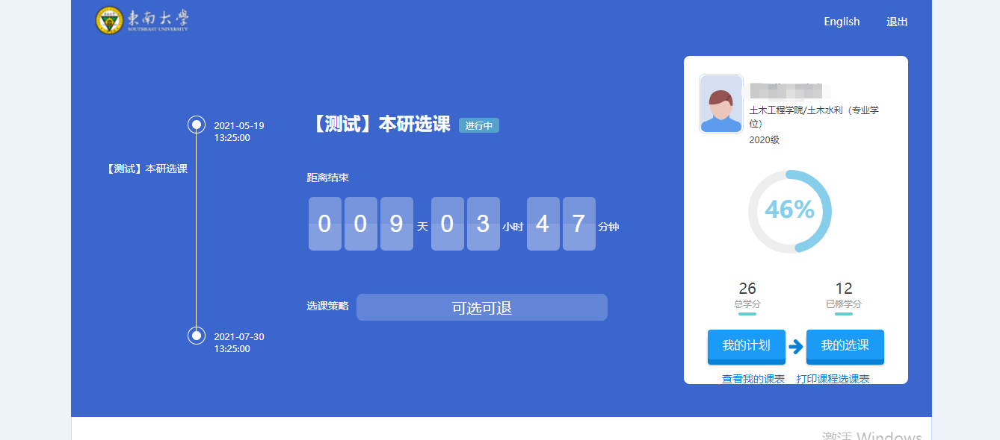 東南大學
SOUTHEAST UNIVERSITY
English 退出
2021-05-19
13:25:00
【测试】本研选课
2021-07-30
13:25:00
【测试】本研选课 进行中
距离结束
009天03小时47分钟
选课策略 可选可退
土木工程学院/土木水利（专业学
位）
2020级
46%
26 12
总学分 已修学分
我的计划 我的选课
查看我的课表 打印课程选课表
激活 Windows